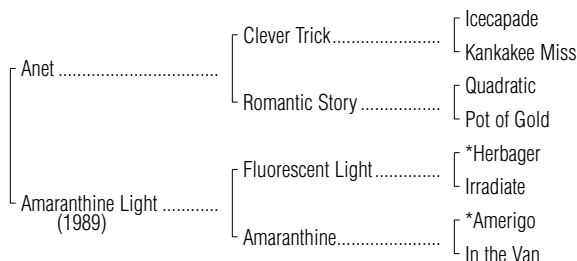 Icecapade
Clever Trick........................
Kankakee Miss
Anet ...................................
Quadratic
Romantic Story .................
Pot of Gold
*Herbager
Fluorescent Light..............
Irradiate
Amaranthine Light ............
(1989)
*Amerigo
Amaranthine......................
In the Van